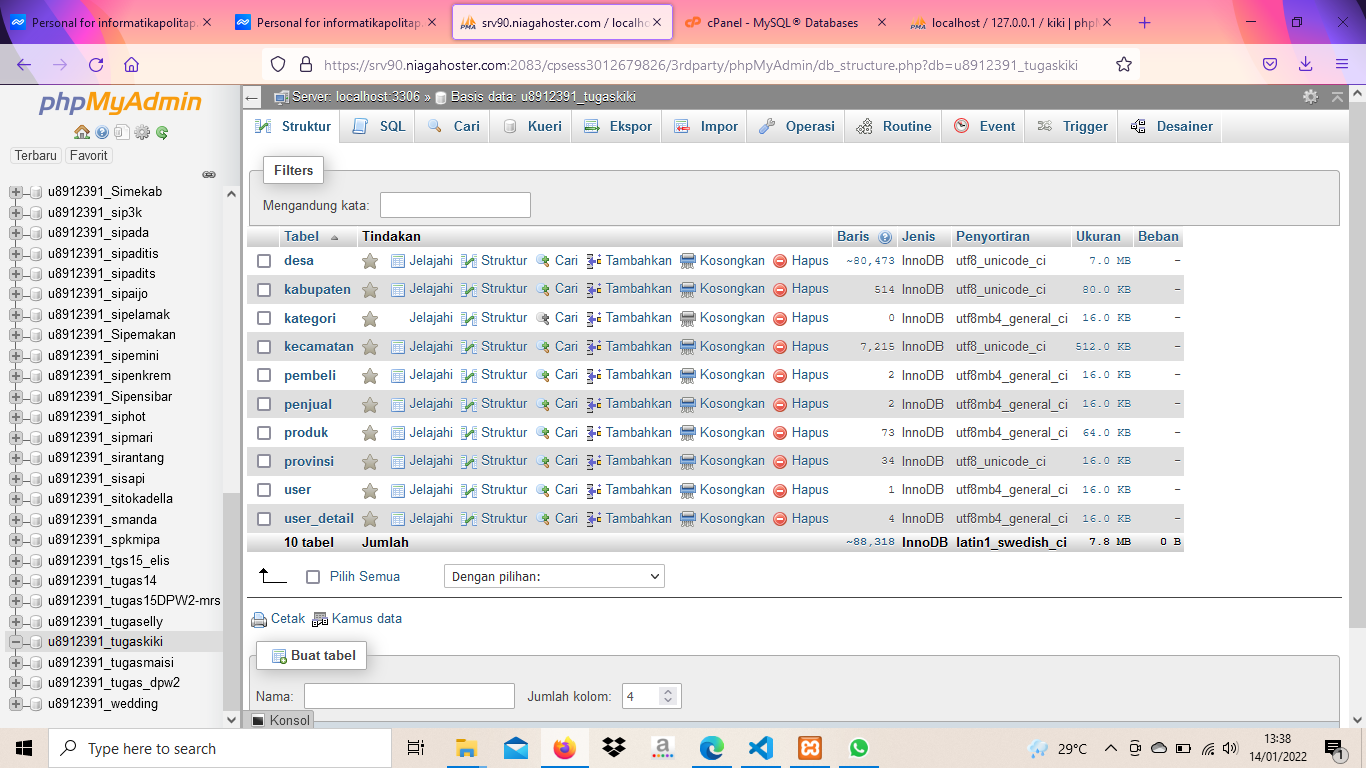 Personal for informatikapolitap
Personal for informatikapolitap
srv90.niagahoster.com / localho
cPanel - MySQL® Databases
localhost / 127.0.0.1 / kiki | phpM
https://srv90.niagahoster.com:2083/cpsess3012679826/3rdparty/phpMyAdmin/db_structure.php?db=u8912391_tugaskiki
phpMyAdmin
Terbaru Favorit
u8912391_Simekab
u8912391_sip3k
u8912391_sipada
u8912391_sipaditis
u8912391_sipadits
u8912391_sipaijo
u8912391_sipelamak
u8912391_Sipemakan
u8912391_sipemini
u8912391_sipenkrem
u8912391_Sipensibar
u8912391_siphot
u8912391_sipmari
u8912391_sirantang
u8912391_sisapi
u8912391_sitokadella
u8912391_smanda
u8912391_spkmipa
u8912391_tgs15_elis
u8912391_tugas14
u8912391_tugas15DPW2-mrs
u8912391_tugaselly
u8912391_tugaskiki
u8912391_tugasmaisi
u8912391_tugas_dpw2
u8912391_wedding
Server: localhost:3306 » Basis data: u8912391_tugaskiki
Struktur SQL Cari Kueri Ekspor Impor Operasi Routine Event Trigger Desainer
Filters
Mengandung kata:
Tabel Tindakan Baris Jenis Penyortiran Ukuran Beban
desa Jelajahi Struktur Cari Tambahkan Kosongkan Hapus ~80,473 InnoDB utf8_unicode_ci 7.0 MB -
kabupaten Jelajahi Struktur Cari Tambahkan Kosongkan Hapus 514 InnoDB utf8_unicode_ci 80.0 KB -
kategori Jelajahi Struktur Cari Tambahkan Kosongkan Hapus 0 InnoDB utf8mb4_general_ci 16.0 KB -
kecamatan Jelajahi Struktur Cari Tambahkan Kosongkan Hapus 7,215 InnoDB utf8_unicode_ci 512.0 KB -
pembeli Jelajahi Struktur Cari Tambahkan Kosongkan Hapus 2 InnoDB utf8mb4_general_ci 16.0 KB -
penjual Jelajahi Struktur Cari Tambahkan Kosongkan Hapus 2 InnoDB utf8mb4_general_ci 16.0 KB -
produk Jelajahi Struktur Cari Tambahkan Kosongkan Hapus 73 InnoDB utf8mb4_general_ci 64.0 KB -
provinsi Jelajahi Struktur Cari Tambahkan Kosongkan Hapus 34 InnoDB utf8_unicode_ci 16.0 KB -
user Jelajahi Struktur Cari Tambahkan Kosongkan Hapus 1 InnoDB utf8mb4_general_ci 16.0 KB -
user_detail Jelajahi Struktur Cari Tambahkan Kosongkan Hapus 4 InnoDB utf8mb4_general_ci 16.0 KB -
10 tabel Jumlah ~88,318 InnoDB latin1_swedish_ci 7.8 MB 0 B
Pilih Semua Dengan pilihan:
Cetak Kamus data
Buat tabel
Nama: Jumlah kolom: 4
Konsol
Type here to search
29°C
13:38
14/01/2022
1